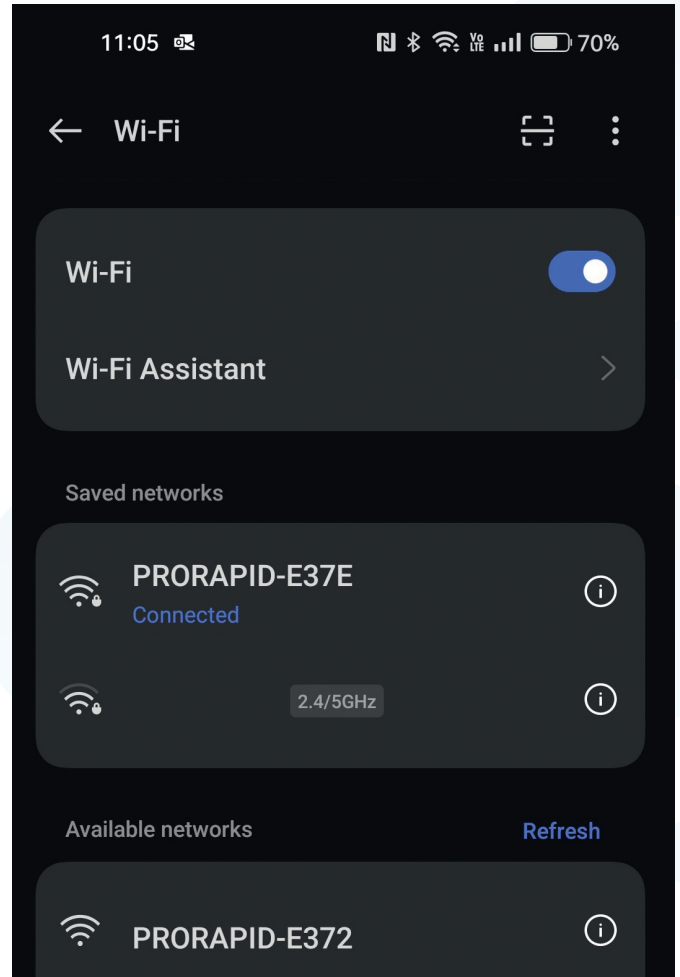 11:05 70%
Wi-Fi
Wi-Fi
Wi-Fi Assistant
Saved networks
PRORAPID-E37E
Connected
2.4/5GHz
Available networks Refresh
PRORAPID-E372